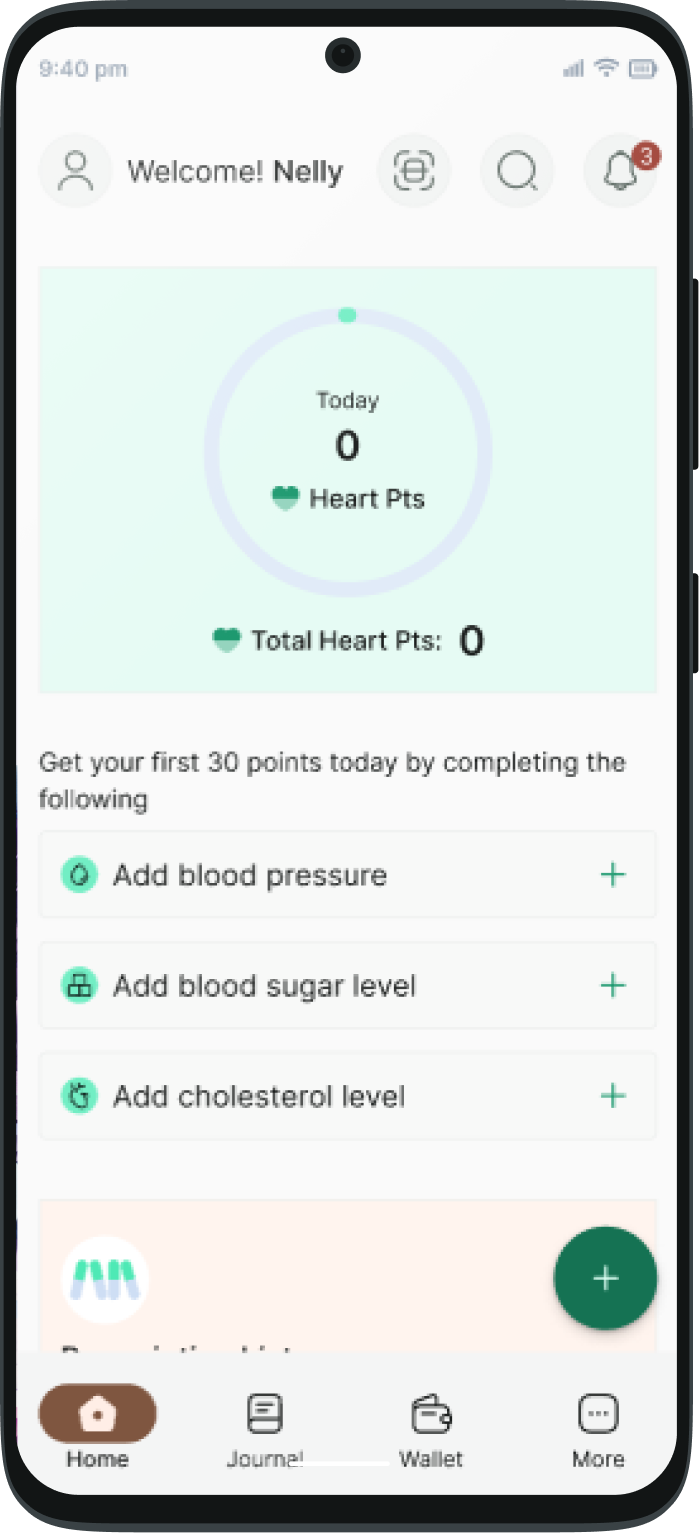 9:40 pm
Welcome! Nelly
3
Today
0
Heart Pts
Total Heart Pts: 0
Get your first 30 points today by completing the
following
Add blood pressure
Add blood sugar level
Add cholesterol level
Home
Journal
Wallet
More